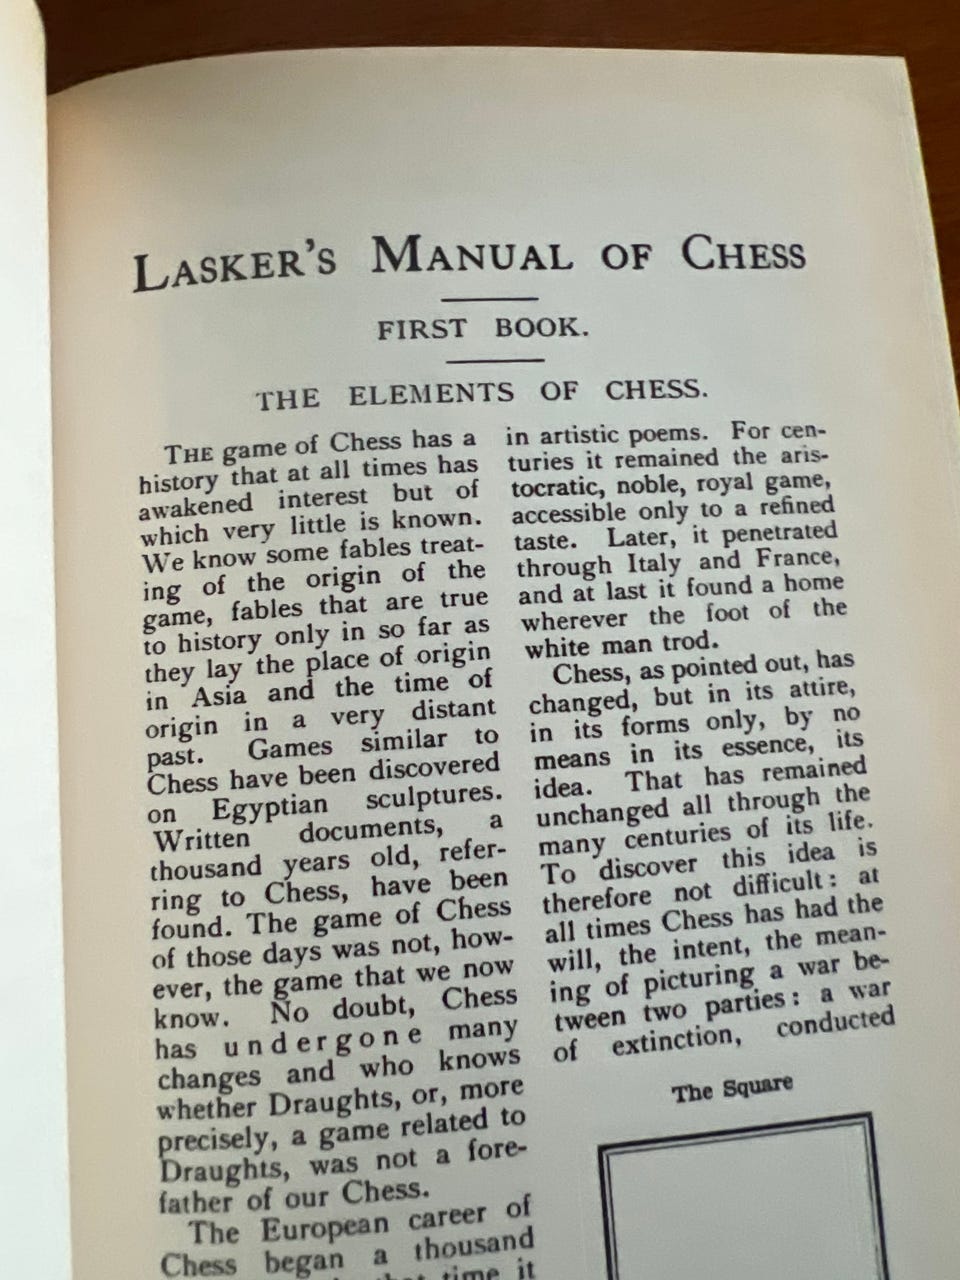 LASKER'S MANUAL OF CHESS
FIRST BOOK.
THE ELEMENTS OF CHESS.
THE game of Chess has a
history that at all times has
awakened interest but of
which very little is known.
We know some fables treat-
ing of the origin of the
game, fables that are true
to history only in so far as
they lay the place of origin
in Asia and the time of
origin in a very distant
past. Games similar to
Chess have been discovered
on Egyptian sculptures.
Written documents, a
thousand years old, refer-
ring to Chess, have been
found. The game of Chess
of those days was not, how-
ever, the game that we now
know. No doubt, Chess
has undergone many
changes and who knows
whether Draughts, or, more
precisely, a game related to
Draughts, was not a fore-
father of our Chess.
The European career of
Chess began a thousand
time it
in artistic poems. For cen-
turies it remained the aris-
tocratic, noble, royal game,
accessible only to a refined
taste. Later, it penetrated
through Italy and France,
and at last it found a home
wherever the foot of the
white man trod.
Chess, as pointed out, has
changed, but in its attire,
in its forms only, by no
means in its essence, its
idea. That has remained
unchanged all through the
many centuries of its life.
To discover this idea is
therefore not difficult: at
all times Chess has had the
will, the intent, the mean-
ing of picturing a war be-
tween two parties: a war
of extinction, conducted
The Square